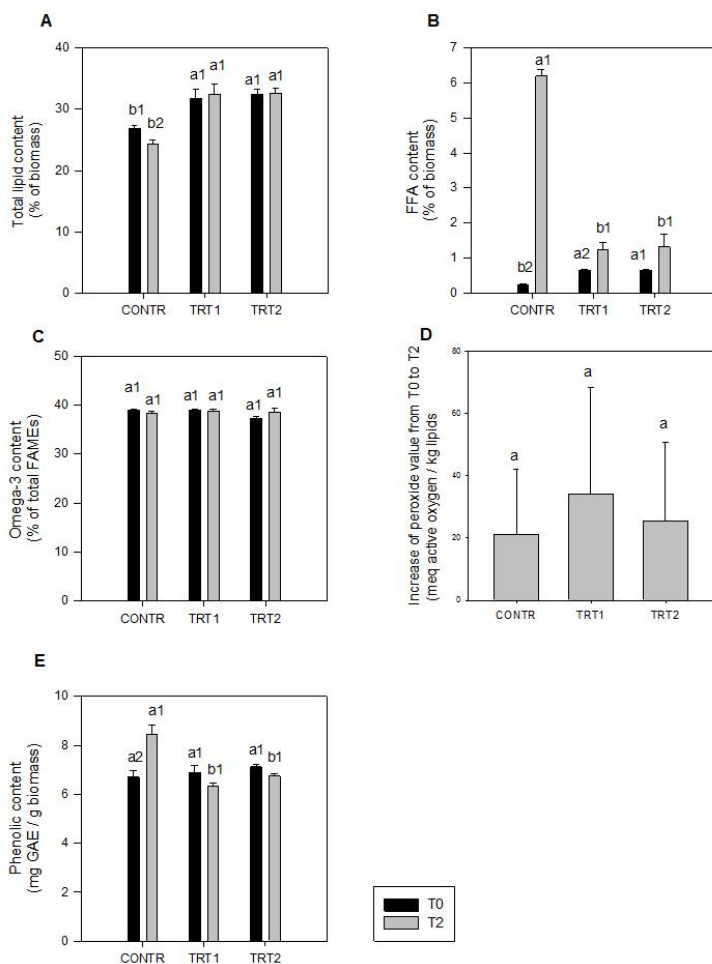 A
Total lipid content
(% of biomass)
40
30
20
10
0
b1
b2
a1
a1
a1
a1
CONTR
TRT1
TRT2
B
FFA content
(% of biomass)
7
6
5
4
3
2
1
0
b2
a1
a2
b1
a1
b1
CONTR
TRT1
TRT2
C
Omega-3 content
(% of total FAMEs)
50
40
30
20
10
0
a1
a1
a1
a1
a1
a1
CONTR
TRT1
TRT2
D
Increase of peroxide value from T0 to T2
(meq active oxygen / kg lipids)
80
60
40
20
0
a
a
a
CONTR
TRT1
TRT2
E
Phenolic content
(mg GAE / g biomass)
10
8
6
4
2
0
a2
a1
a1
b1
a1
b1
CONTR
TRT1
TRT2
T0
T2